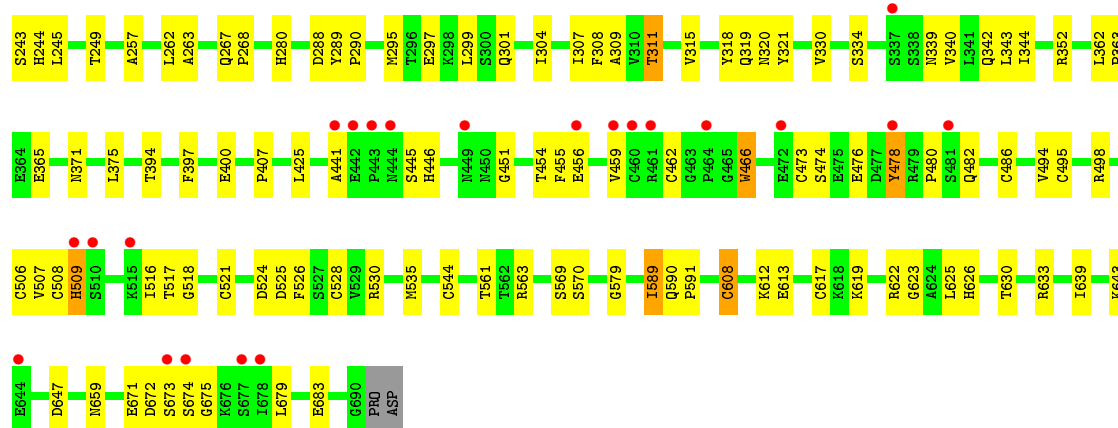 S243 H244 L245 T249 A257 L262 A263 Q267 P268 H280 D288 Y289 P290 M295 T296 E297 K298 L299 S300 Q301 I304 I307 F308 A309 V310 T311 V315 Y318 Q319 N320 Y321 V330 S334 S337 S338 N339 V340 L341 Q342 L343 I344 R352 L362 P363
E364 E365 N371 L375 T394 F397 E400 P407 L425 A441 E442 P443 N444 S445 H446 N449 N450 G451 T454 F455 E456 V459 C460 R461 C462 G463 P464 G465 W466 E472 C473 S474 E475 E476 D477 Y478 R479 P480 S481 Q482 C486 V494 C495 R498
C506 V507 C508 H509 S510 K515 I516 T517 G518 C521 D524 D525 F526 S527 C528 V529 R530 M535 C544 T561 T562 R563 S569 S570 G579 I589 Q590 P591 C608 K612 E613 C617 K618 K619 R622 G623 A624 L625 H626 T630 R633 I639 K643
E644 D647 N659 E671 D672 S673 S674 G675 K676 S677 I678 L679 E683 G690 PRO ASP